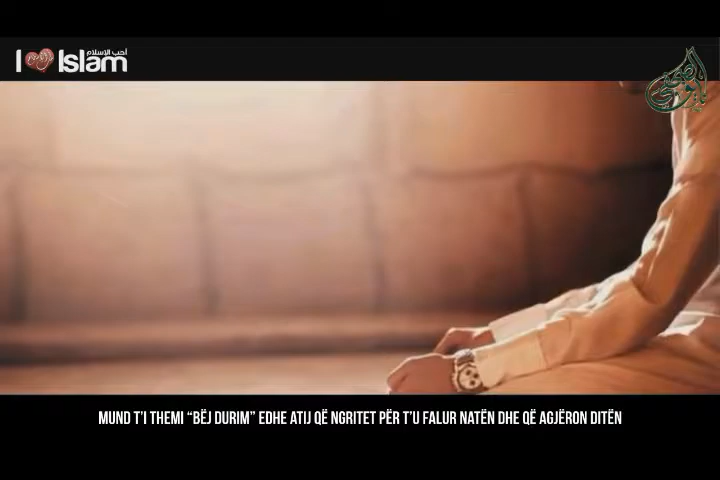 I Islam
أحب الإسلام
MUND T'I THEMI “BËJ DURIM” EDHE ATIJ QË NGRITET PËR T'U FALUR NATËN DHE QË AGJËRON DITËN